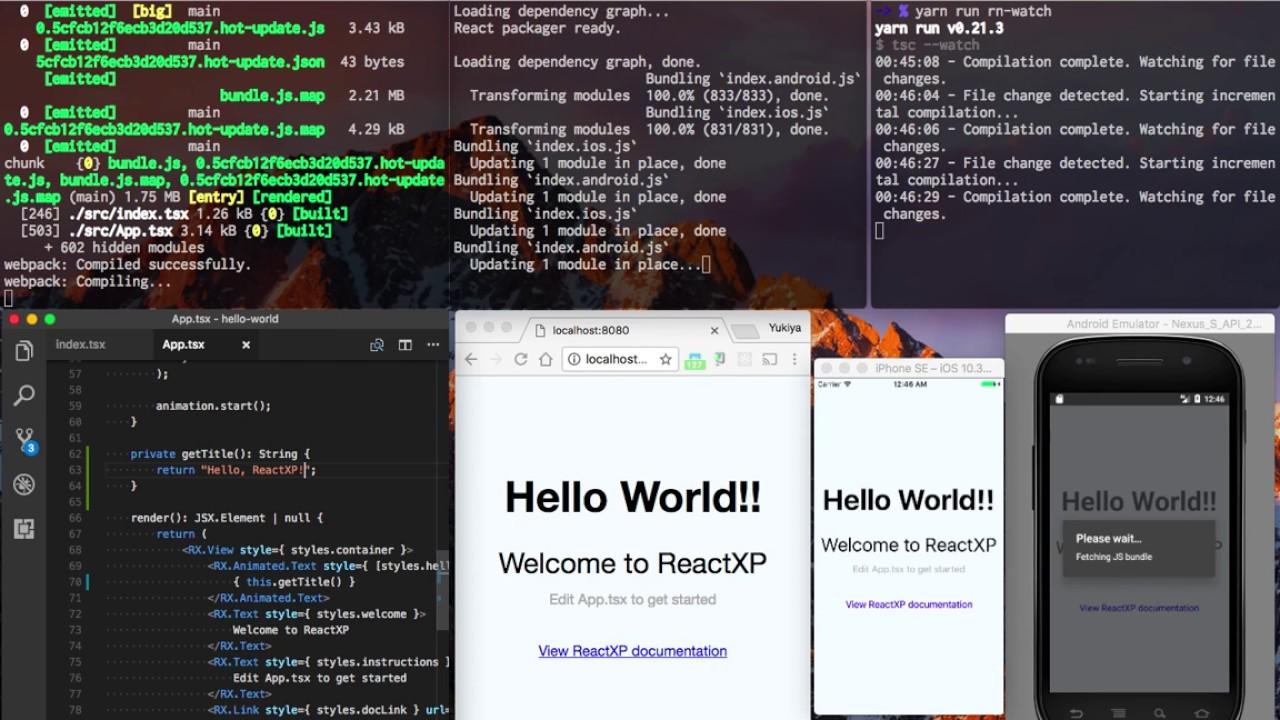 0 [emitted] [big] main
0.5cfcb12f6ecb3d20d537.hot-update.js 3.43 kB
0 [emitted] main
5cfcb12f6ecb3d20d537.hot-update.json 43 bytes
[emitted]
bundle.js.map 2.21 MB
0 [emitted] main
0.5cfcb12f6ecb3d20d537.hot-update.js.map 4.29 kB
0 [emitted] main
chunk {0} bundle.js, 0.5cfcb12f6ecb3d20d537.hot-upda
te.js, bundle.js.map, 0.5cfcb12f6ecb3d20d537.hot-update
.js.map (main) 1.75 MB [entry] [rendered]
[246] ./src/index.tsx 1.26 kB {0} [built]
[503] ./src/App.tsx 3.14 kB {0} [built]
+ 602 hidden modules
webpack: Compiled successfully.
webpack: Compiling...
Loading dependency graph...
React packager ready.
Loading dependency graph, done.
Bundling `index.android.js`
Transforming modules 100.0% (833/833), done.
Bundling `index.ios.js`
Transforming modules 100.0% (831/831), done.
Bundling `index.ios.js`
Updating 1 module in place, done
Bundling `index.android.js`
Updating 1 module in place, done
Bundling `index.ios.js`
Updating 1 module in place, done
Bundling `index.android.js`
Updating 1 module in place...
~> % yarn run rn-watch
yarn run v0.21.3
$ tsc --watch
00:45:08 - Compilation complete. Watching for file
changes.
00:46:04 - File change detected. Starting incremen
tal compilation...
00:46:06 - Compilation complete. Watching for file
changes.
00:46:27 - File change detected. Starting incremen
tal compilation...
00:46:29 - Compilation complete. Watching for file
changes.
App.tsx - hello-world
index.tsx App.tsx
57 );
58
59 animation.start();
60 }
61
62 private getTitle(): String {
63 return "Hello, ReactXP!";
64 }
65
66 render(): JSX.Element | null {
67 return (
68 <RX.View style={ styles.container }>
69 <RX.Animated.Text style={ [styles.hell
70 { this.getTitle() }
71 </RX.Animated.Text>
72 <RX.Text style={ styles.welcome }>
73 Welcome to ReactXP
74 </RX.Text>
75 <RX.Text style={ styles.instructions }
76 Edit App.tsx to get started
77 </RX.Text>
78 <RX.Link style={ styles.docLink } url=
3
localhost:8080
Yukiya
localhost...
127
Hello World!!
Welcome to ReactXP
Edit App.tsx to get started
View ReactXP documentation
iPhone SE – iOS 10.3...
Carrier 12:46 AM
Hello World!!
Welcome to ReactXP
Edit App.tsx to get started
View ReactXP documentation
Android Emulator - Nexus_S_API_2...
12:46
Hello World!!
Please wait...
Fetching JS bundle
View ReactXP documentation